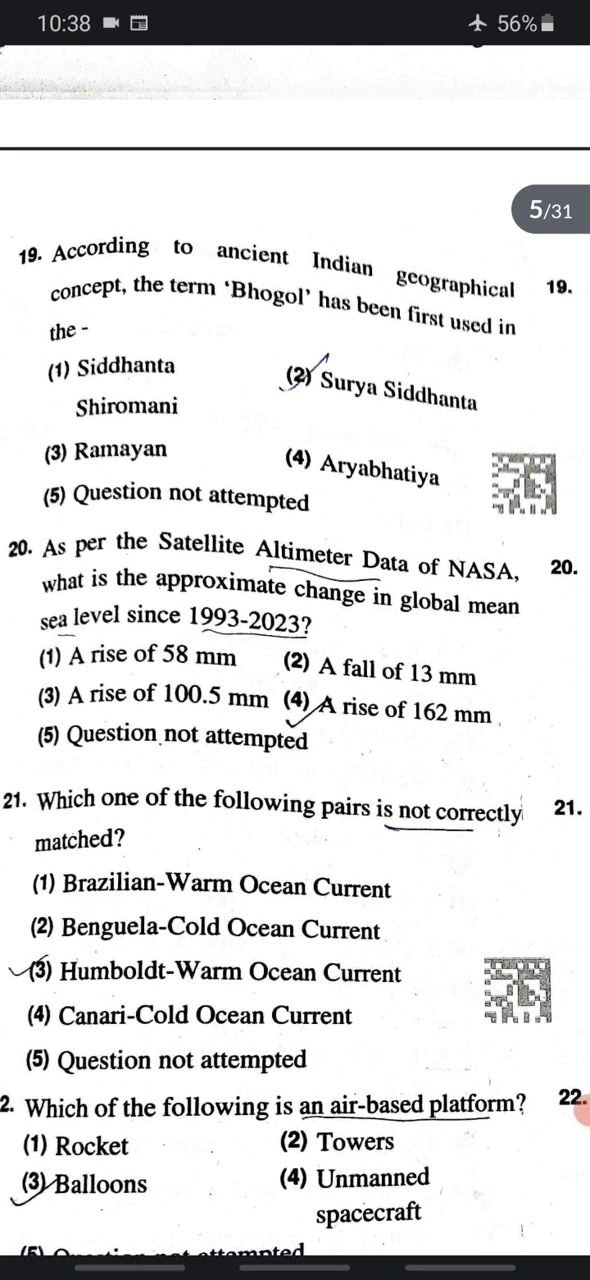 10:38 56%
5/31
19. According to ancient Indian geographical 19.
concept, the term ‘Bhogol’ has been first used in
the -
(1) Siddhanta (2) Surya Siddhanta
Shiromani
(3) Ramayan (4) Aryabhatiya
(5) Question not attempted
20. As per the Satellite Altimeter Data of NASA, 20.
what is the approximate change in global mean
sea level since 1993-2023?
(1) A rise of 58 mm (2) A fall of 13 mm
(3) A rise of 100.5 mm (4) A rise of 162 mm
(5) Question not attempted
21. Which one of the following pairs is not correctly 21.
matched?
(1) Brazilian-Warm Ocean Current
(2) Benguela-Cold Ocean Current
(3) Humboldt-Warm Ocean Current
(4) Canari-Cold Ocean Current
(5) Question not attempted
2. Which of the following is an air-based platform? 22.
(1) Rocket (2) Towers
(3) Balloons (4) Unmanned
spacecraft
(5) Question not attempted